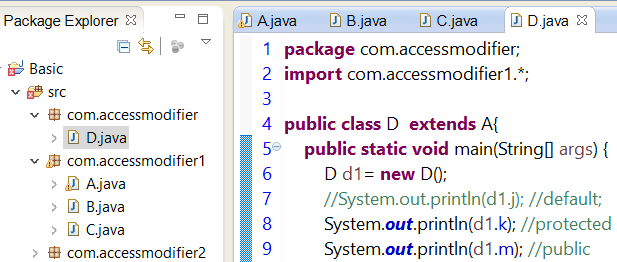 Package Explorer
Basic
src
com.accessmodifier
D.java
com.accessmodifier1
A.java
B.java
C.java
com.accessmodifier2
A.java B.java C.java D.java
1 package com.accessmodifier;
2 import com.accessmodifier1.*;
3
4 public class D  extends A{
5 public static void main(String[] args) {
6 D d1= new D();
7 //System.out.println(d1.j); //default;
8 System.out.println(d1.k); //protected
9 System.out.println(d1.m); //public